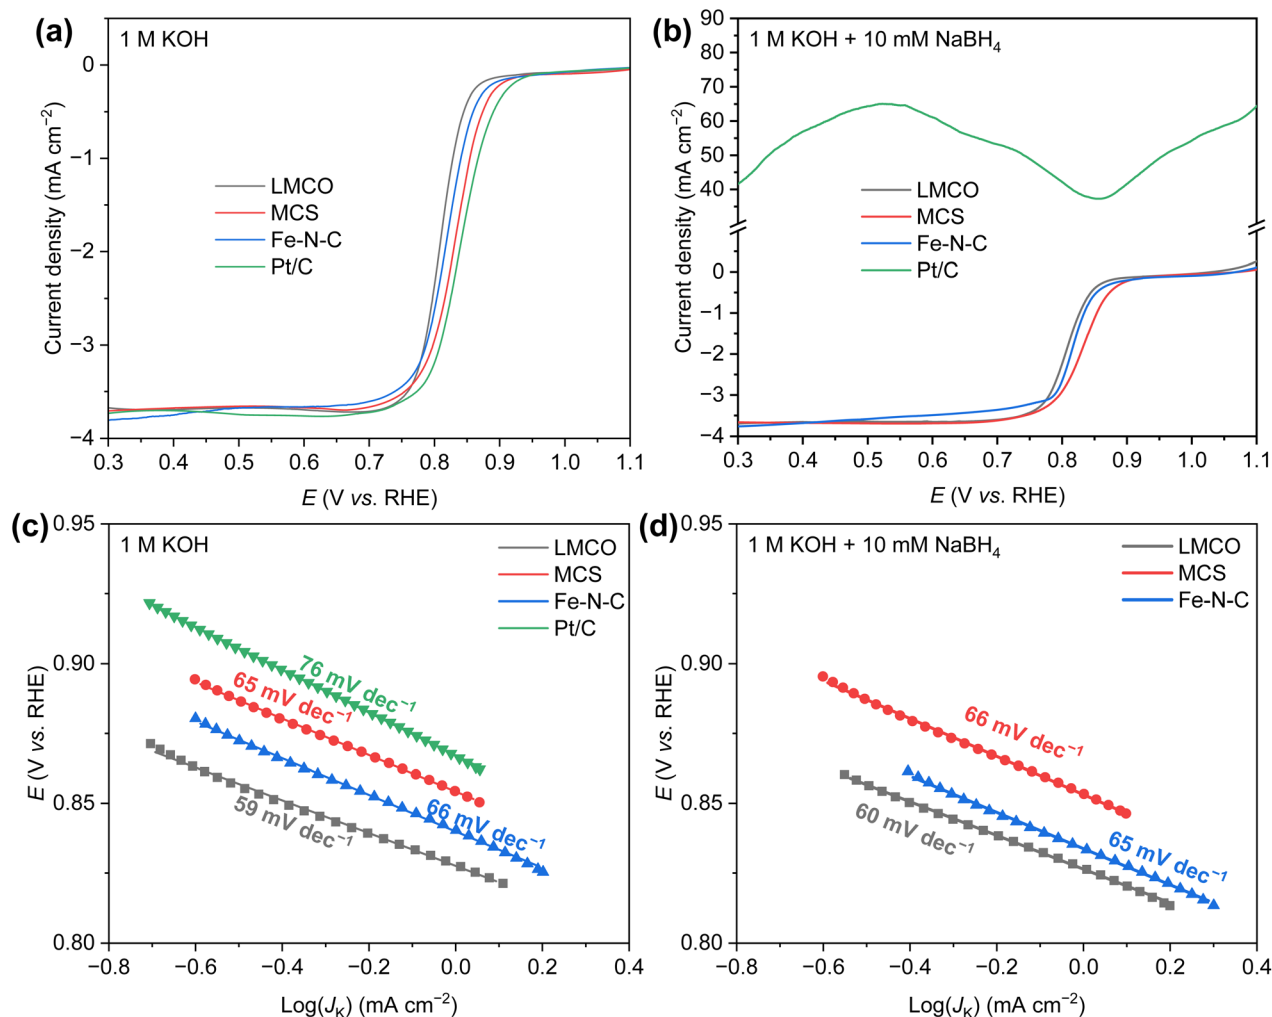 (a)
1 M KOH
0
−1
−2
−3
−4
Current density (mA cm⁻²)
LMCO
MCS
Fe-N-C
Pt/C
0.3 0.4 0.5 0.6 0.7 0.8 0.9 1.0 1.1
E (V vs. RHE)
(b)
1 M KOH + 10 mM NaBH₄
90
80
70
60
50
40
0
−1
−2
−3
−4
Current density (mA cm⁻²)
LMCO
MCS
Fe-N-C
Pt/C
0.3 0.4 0.5 0.6 0.7 0.8 0.9 1.0 1.1
E (V vs. RHE)
(c)
1 M KOH
0.95
0.90
0.85
0.80
E (V vs. RHE)
LMCO
MCS
Fe-N-C
Pt/C
76 mV dec⁻¹
65 mV dec⁻¹
66 mV dec⁻¹
59 mV dec⁻¹
−0.8 −0.6 −0.4 −0.2 0.0 0.2 0.4
Log(J_K) (mA cm⁻²)
(d)
1 M KOH + 10 mM NaBH₄
0.95
0.90
0.85
0.80
E (V vs. RHE)
LMCO
MCS
Fe-N-C
66 mV dec⁻¹
65 mV dec⁻¹
60 mV dec⁻¹
−0.8 −0.6 −0.4 −0.2 0.0 0.2 0.4
Log(J_K) (mA cm⁻²)